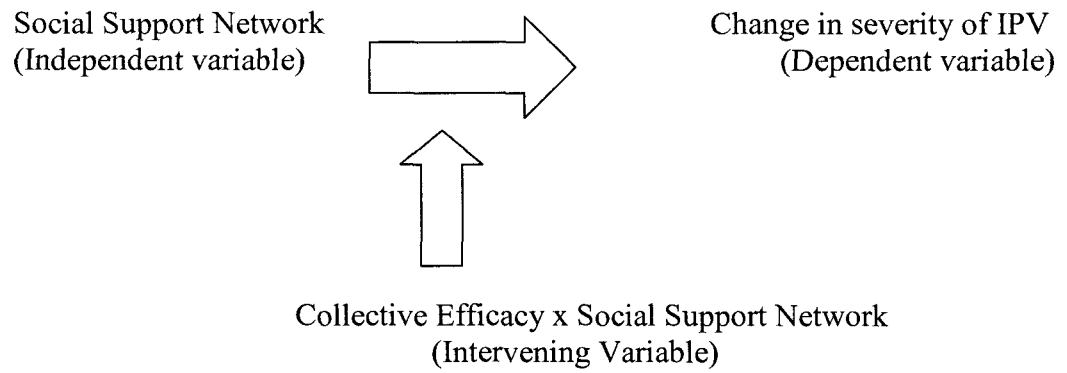 Social Support Network
(Independent variable)
Change in severity of IPV
(Dependent variable)
Collective Efficacy x Social Support Network
(Intervening Variable)